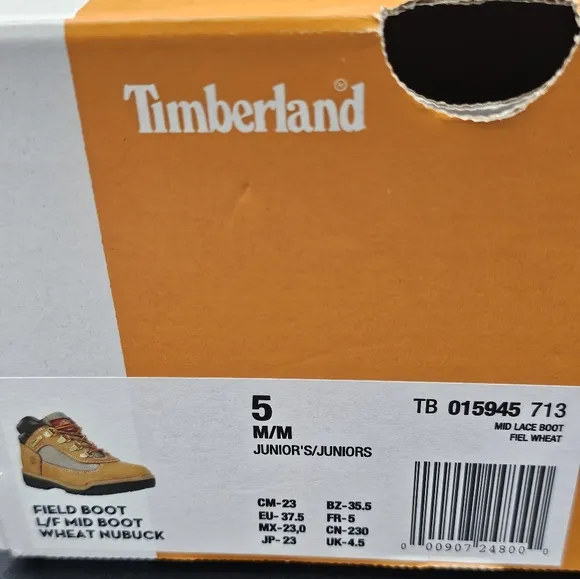 Timberland®
5
M/M
JUNIOR'S/JUNIORS
TB 015945 713
MID LACE BOOT
FIEL WHEAT
FIELD BOOT
L/F MID BOOT
WHEAT NUBUCK
CM-23 BZ-35.5
EU-37.5 FR-5
MX-23,0 CN-230
JP-23 UK-4.5
0 00907 24800 0